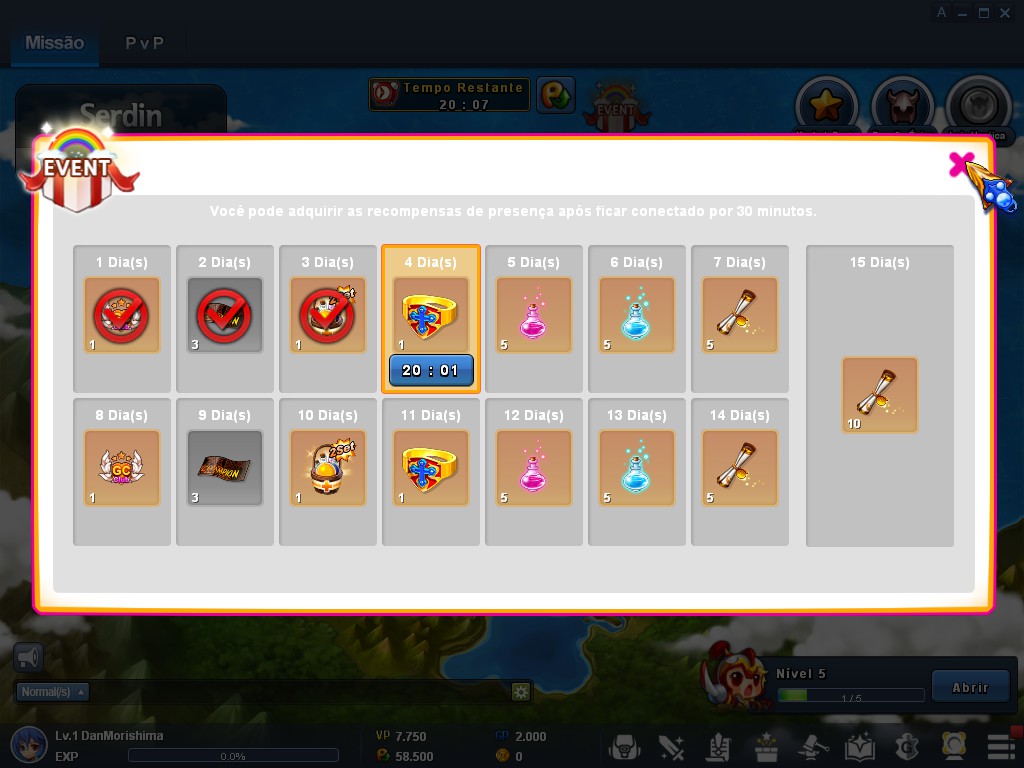 A
Missão
PvP
Tempo Restante
20 : 07
EVENT
Serdin
EVENT
Você pode adquirir as recompensas de presença após ficar conectado por 30 minutos.
1 Dia(s)
2 Dia(s)
3 Dia(s)
4 Dia(s)
5 Dia(s)
6 Dia(s)
7 Dia(s)
15 Dia(s)
1
3
1
1
5
5
5
20 : 01
10
8 Dia(s)
9 Dia(s)
10 Dia(s)
11 Dia(s)
12 Dia(s)
13 Dia(s)
14 Dia(s)
GC
Club
CHAMPION
2Set
1
3
1
1
5
5
5
Normal(/s)
Nível 5
1 / 5
Abrir
Lv.1 DanMorishima
EXP
0.0%
VP 7.750
GP 2.000
58.500
0